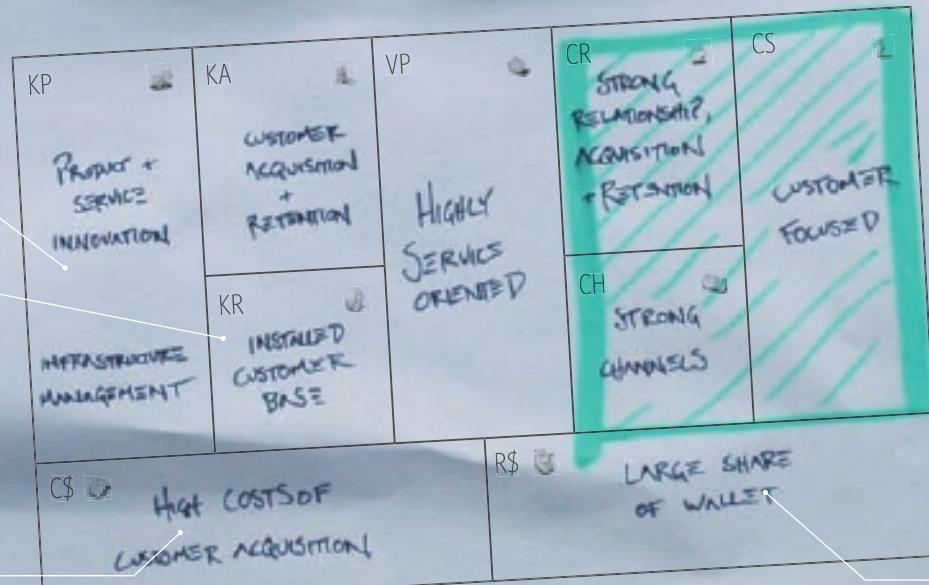 KP
PRODUCT +
SERVICE
INNOVATION
INFRASTRUCTURE
MANAGEMENT
KA
CUSTOMER
ACQUISITION
+
RETENTION
KR
INSTALLED
CUSTOMER
BASE
VP
HIGHLY
SERVICE
ORIENTED
CR
STRONG
RELATIONSHIP,
ACQUISITION
+ RETENTION
CH
STRONG
CHANNELS
CS
CUSTOMER
FOCUSED
C$
HIGH COSTS OF
CUSTOMER ACQUISITION
R$
LARGE SHARE
OF WALLET